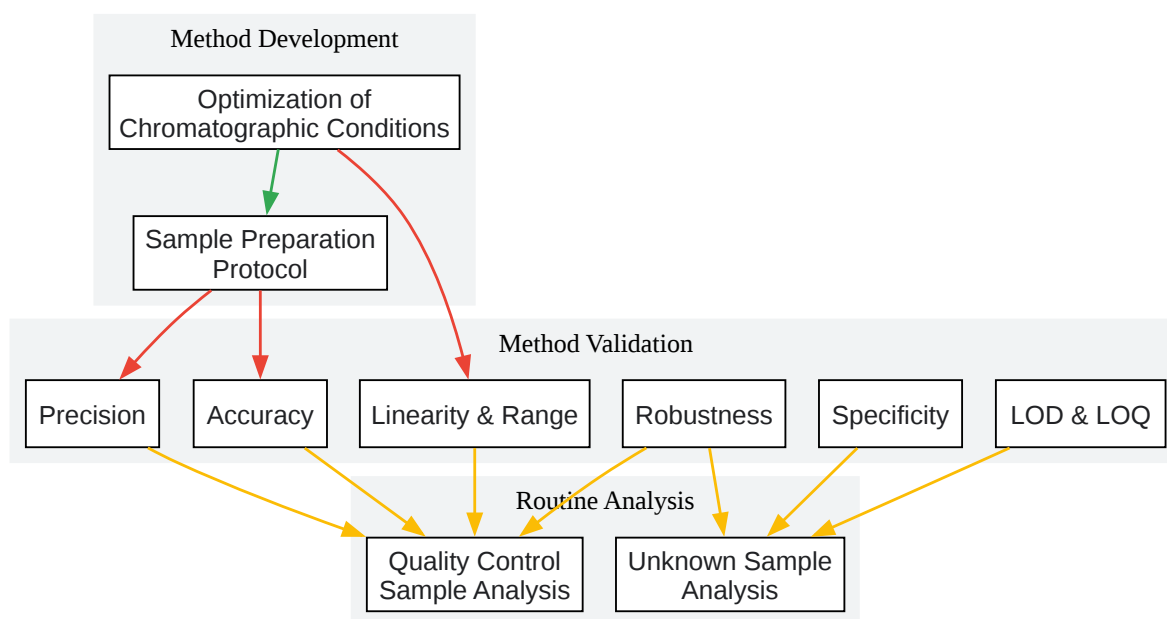 Method Development
Optimization of
Chromatographic Conditions
Sample Preparation
Protocol
Method Validation
Precision
Accuracy
Linearity & Range
Robustness
Specificity
LOD & LOQ
Routine Analysis
Quality Control
Sample Analysis
Unknown Sample
Analysis